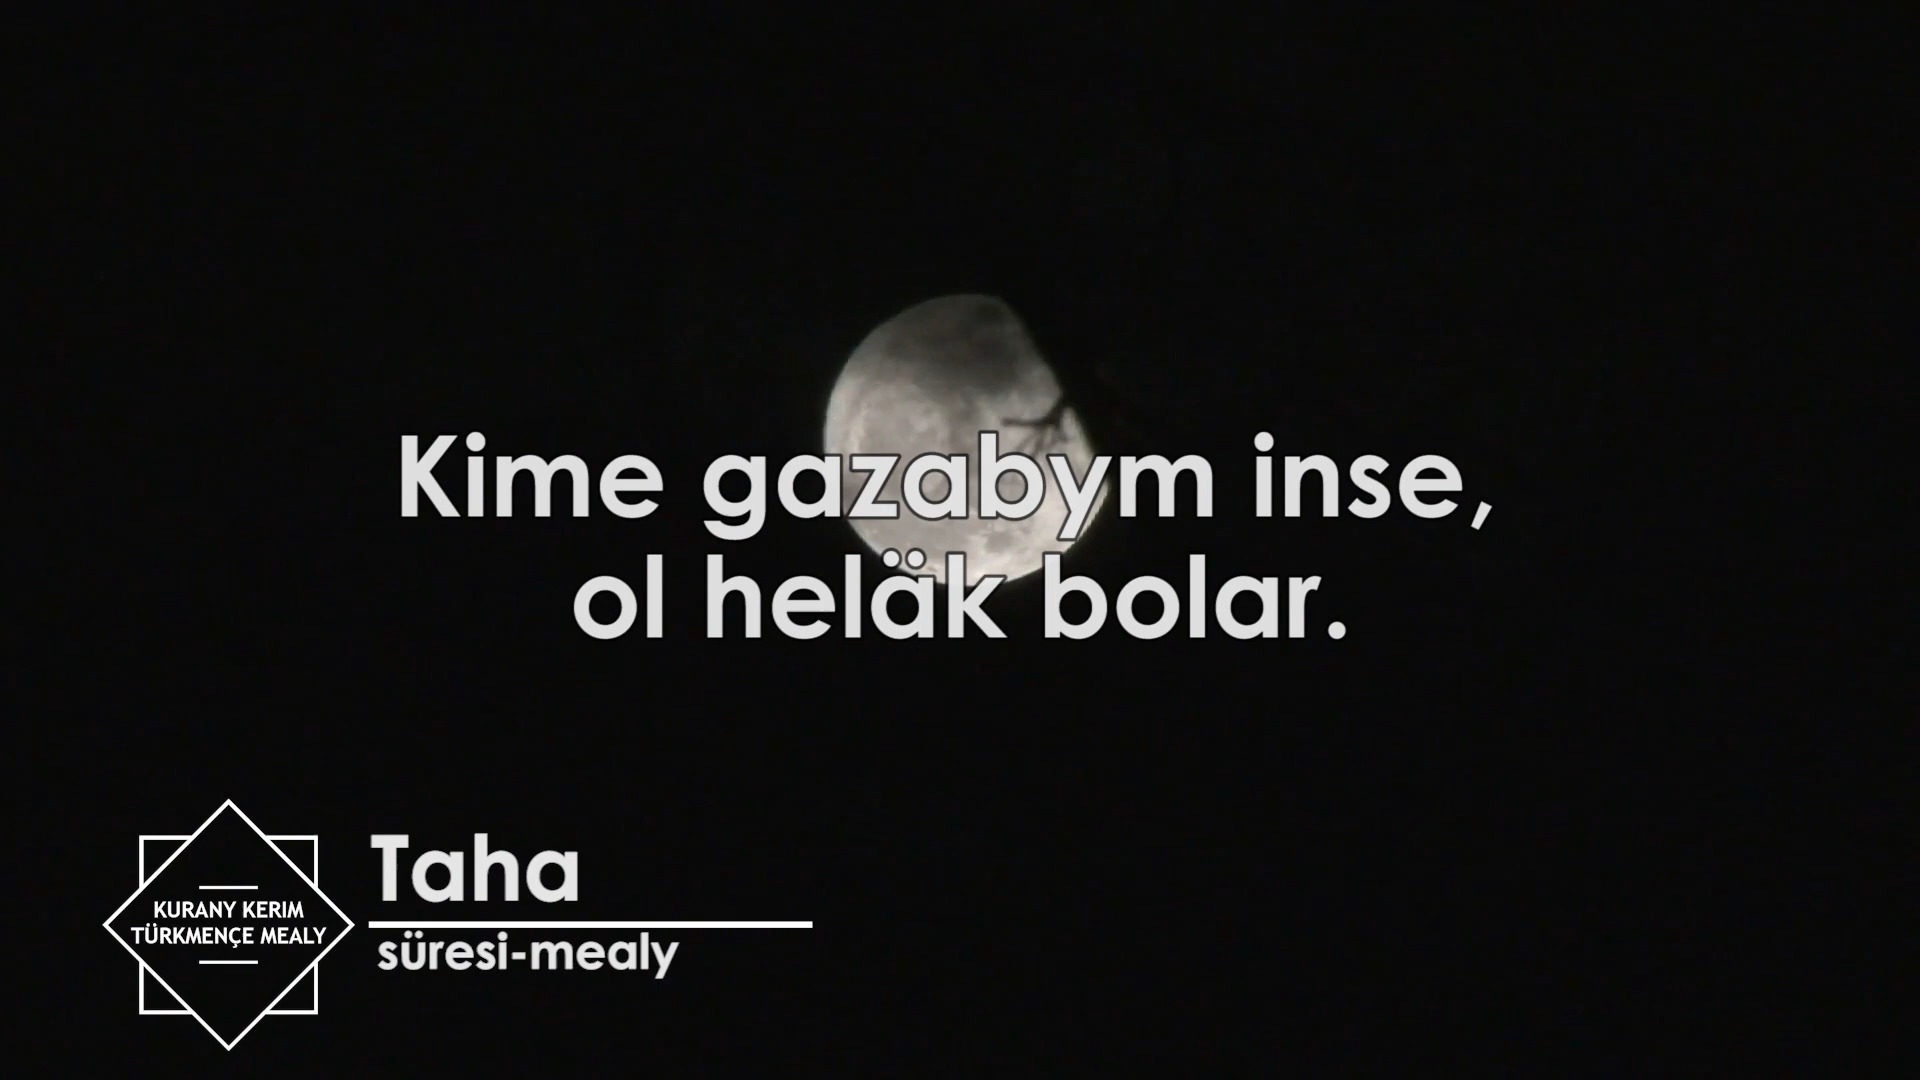 Kime gazabym inse,
ol heläk bolar.
Taha
süresi-mealy
KURANY KERIM
TÜRKMENÇE MEALY